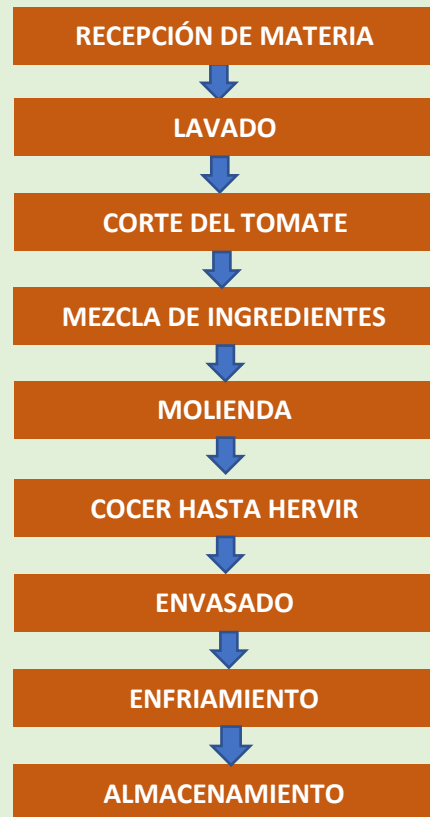 RECEPCIÓN DE MATERIA
LAVADO
CORTE DEL TOMATE
MEZCLA DE INGREDIENTES
MOLIENDA
COCER HASTA HERVIR
ENVASADO
ENFRIAMIENTO
ALMACENAMIENTO